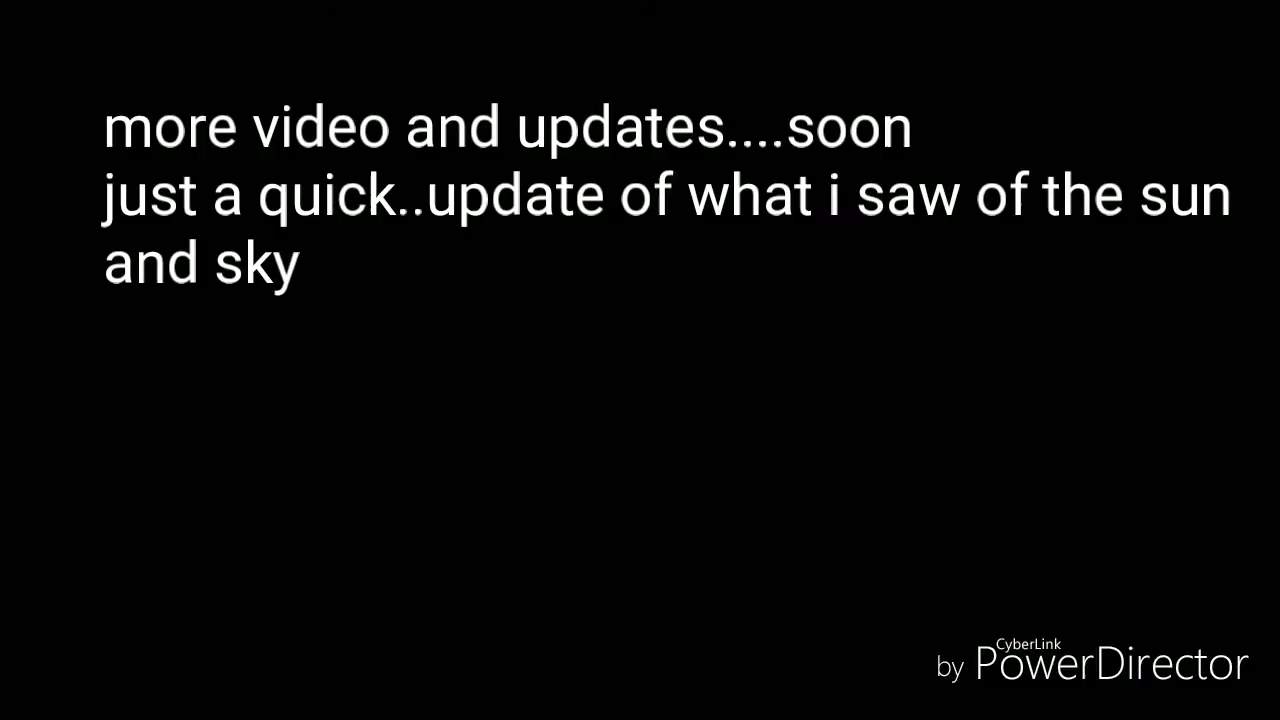 more video and updates....soon
just a quick..update of what i saw of the sun
and sky
CyberLink
by PowerDirector